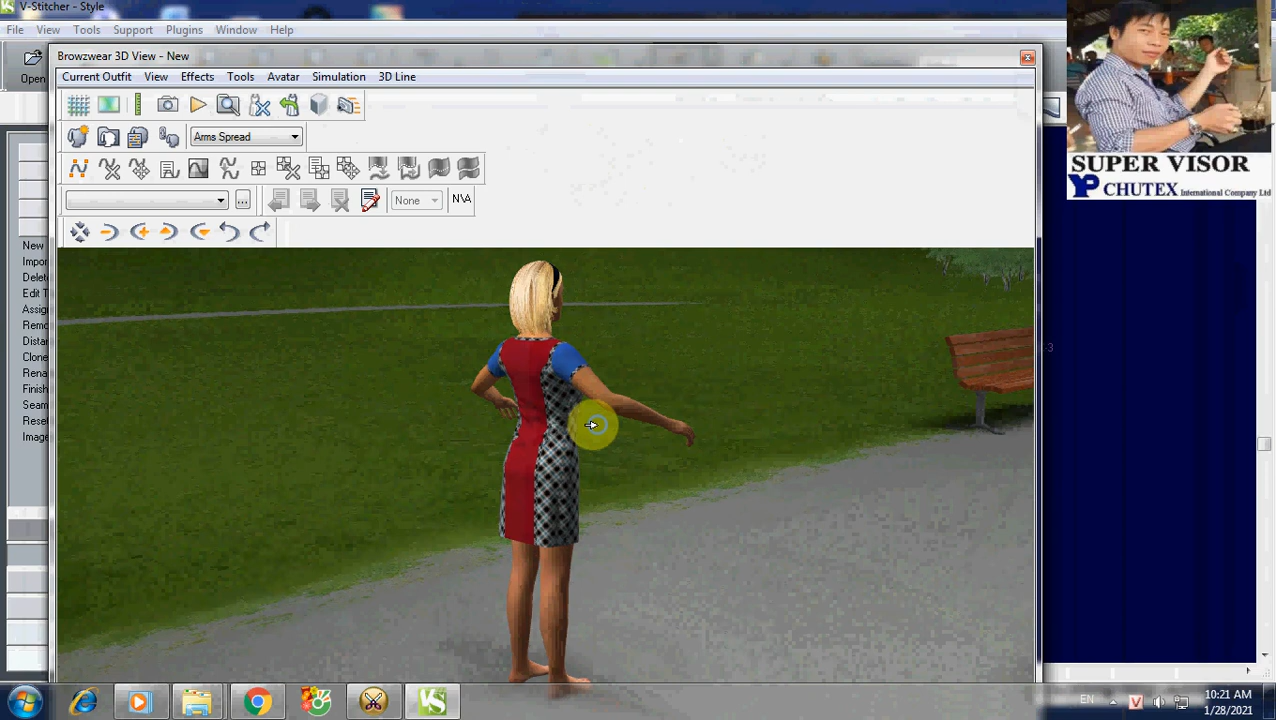 V-Stitcher - Style
File View Tools Support Plugins Window Help
Open
Browzwear 3D View - New
Current Outfit View Effects Tools Avatar Simulation 3D Line
Arms Spread
...
None
N\A
New
Impor
Delet
Edit T
Assig
Remo
Distar
Clone
Rena
Finish
Seam
Rese
Image
3
SUPER VISOR
CHUTEX International Company Ltd
EN
V
10:21 AM
1/28/2021